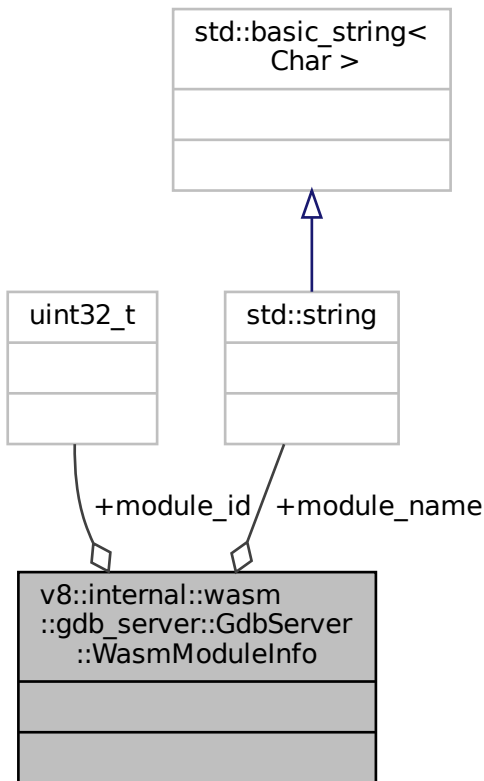 std::basic_string<
Char >
uint32_t
std::string
+module_id
+module_name
v8::internal::wasm
::gdb_server::GdbServer
::WasmModuleInfo